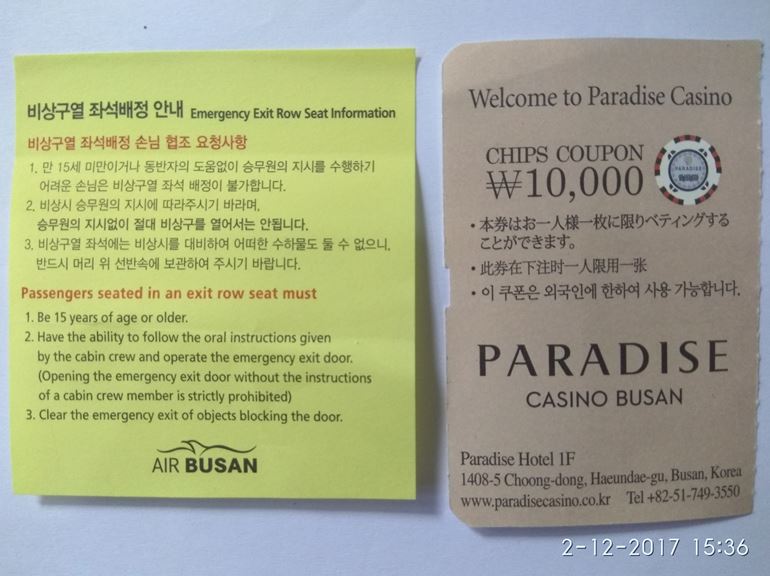 비상구열 좌석배정 안내 Emergency Exit Row Seat Information
비상구열 좌석배정 손님 협조 요청사항
1. 만 15세 미만이거나 동반자의 도움없이 승무원의 지시를 수행하기
어려운 손님은 비상구열 좌석 배정이 불가합니다.
2. 비상시 승무원의 지시에 따라주시기 바라며,
승무원의 지시없이 절대 비상구를 열어서는 안됩니다.
3. 비상구열 좌석에는 비상시를 대비하여 어떠한 수하물도 둘 수 없으니,
반드시 머리 위 선반속에 보관하여 주시기 바랍니다.
Passengers seated in an exit row seat must
1. Be 15 years of age or older.
2. Have the ability to follow the oral instructions given
by the cabin crew and operate the emergency exit door.
(Opening the emergency exit door without the instructions
of a cabin crew member is strictly prohibited)
3. Clear the emergency exit of objects blocking the door.
AIR BUSAN
Welcome to Paradise Casino
CHIPS COUPON
₩10,000
PARADISE
・本券はお一人様一枚に限りベティングする
ことができます。
・此券在下注时一人限用一张
・이 쿠폰은 외국인에 한하여 사용 가능합니다.
PARADISE
CASINO BUSAN
Paradise Hotel 1F
1408-5 Choong-dong, Haeundae-gu, Busan, Korea
www.paradisecasino.co.kr Tel +82-51-749-3550
2-12-2017 15:36